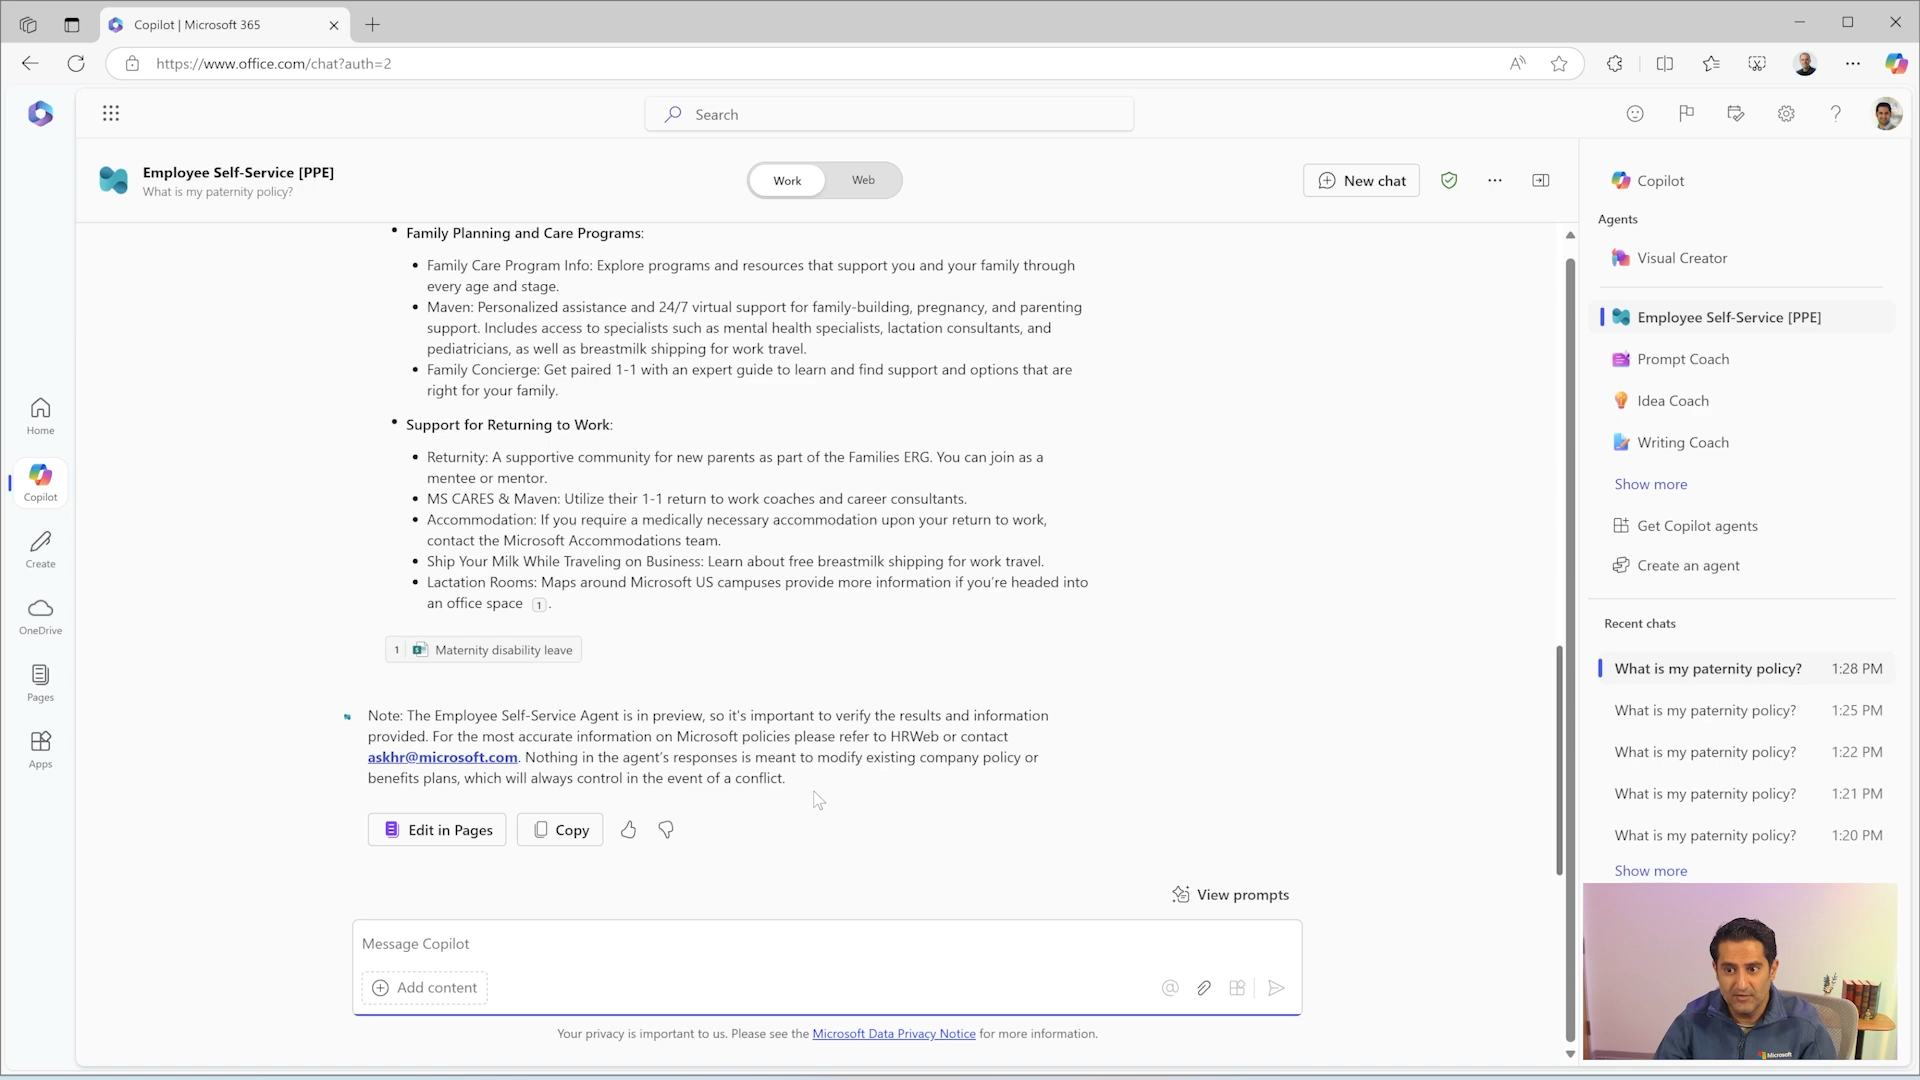 Copilot | Microsoft 365
https://www.office.com/chat?auth=2
Search
Employee Self-Service [PPE]
What is my paternity policy?
Work
Web
New chat
Home
Copilot
Create
OneDrive
Pages
Apps
• Family Planning and Care Programs:
• Family Care Program Info: Explore programs and resources that support you and your family through
every age and stage.
• Maven: Personalized assistance and 24/7 virtual support for family-building, pregnancy, and parenting
support. Includes access to specialists such as mental health specialists, lactation consultants, and
pediatricians, as well as breastmilk shipping for work travel.
• Family Concierge: Get paired 1-1 with an expert guide to learn and find support and options that are
right for your family.
• Support for Returning to Work:
• Returnity: A supportive community for new parents as part of the Families ERG. You can join as a
mentee or mentor.
• MS CARES & Maven: Utilize their 1-1 return to work coaches and career consultants.
• Accommodation: If you require a medically necessary accommodation upon your return to work,
contact the Microsoft Accommodations team.
• Ship Your Milk While Traveling on Business: Learn about free breastmilk shipping for work travel.
• Lactation Rooms: Maps around Microsoft US campuses provide more information if you're headed into
an office space 1.
1 Maternity disability leave
Note: The Employee Self-Service Agent is in preview, so it's important to verify the results and information
provided. For the most accurate information on Microsoft policies please refer to HRWeb or contact
askhr@microsoft.com. Nothing in the agent's responses is meant to modify existing company policy or
benefits plans, which will always control in the event of a conflict.
Edit in Pages
Copy
View prompts
Message Copilot
Add content
Your privacy is important to us. Please see the Microsoft Data Privacy Notice for more information.
Copilot
Agents
Visual Creator
Employee Self-Service [PPE]
Prompt Coach
Idea Coach
Writing Coach
Show more
Get Copilot agents
Create an agent
Recent chats
What is my paternity policy? 1:28 PM
What is my paternity policy? 1:25 PM
What is my paternity policy? 1:22 PM
What is my paternity policy? 1:21 PM
What is my paternity policy? 1:20 PM
Show more
Microsoft